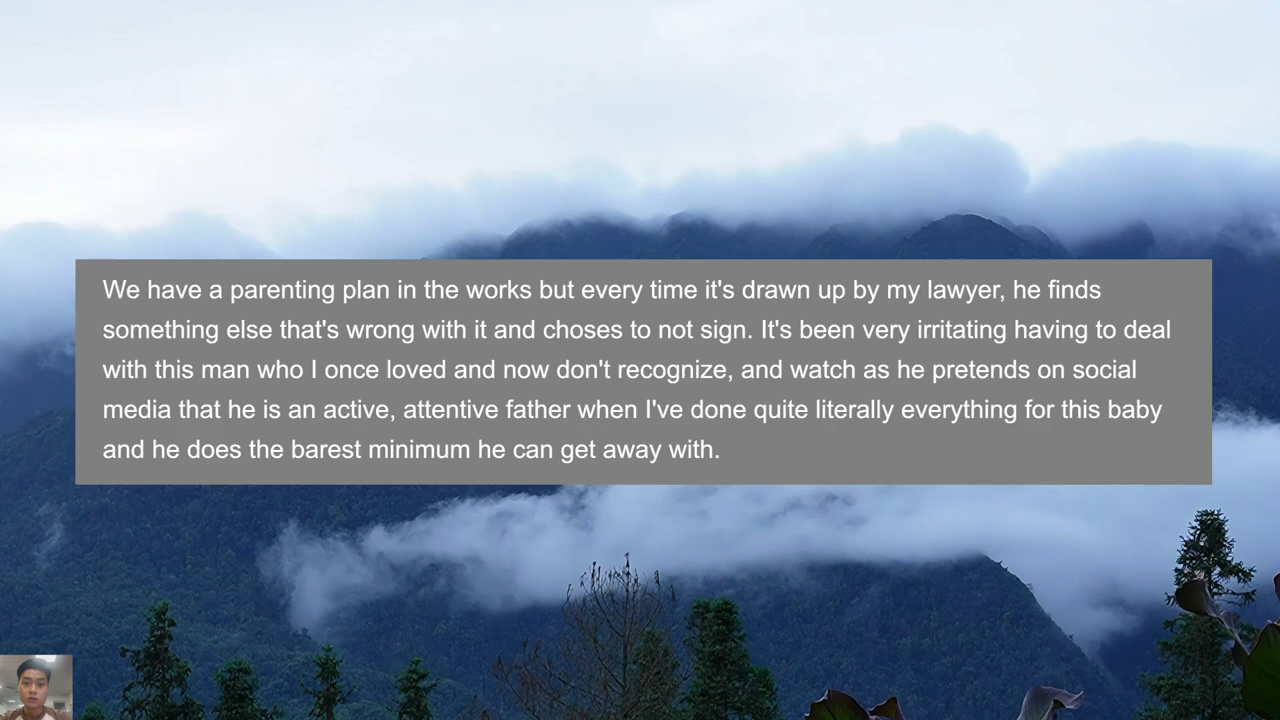 We have a parenting plan in the works but every time it's drawn up by my lawyer, he finds
something else that's wrong with it and choses to not sign. It's been very irritating having to deal
with this man who I once loved and now don't recognize, and watch as he pretends on social
media that he is an active, attentive father when I've done quite literally everything for this baby
and he does the barest minimum he can get away with.